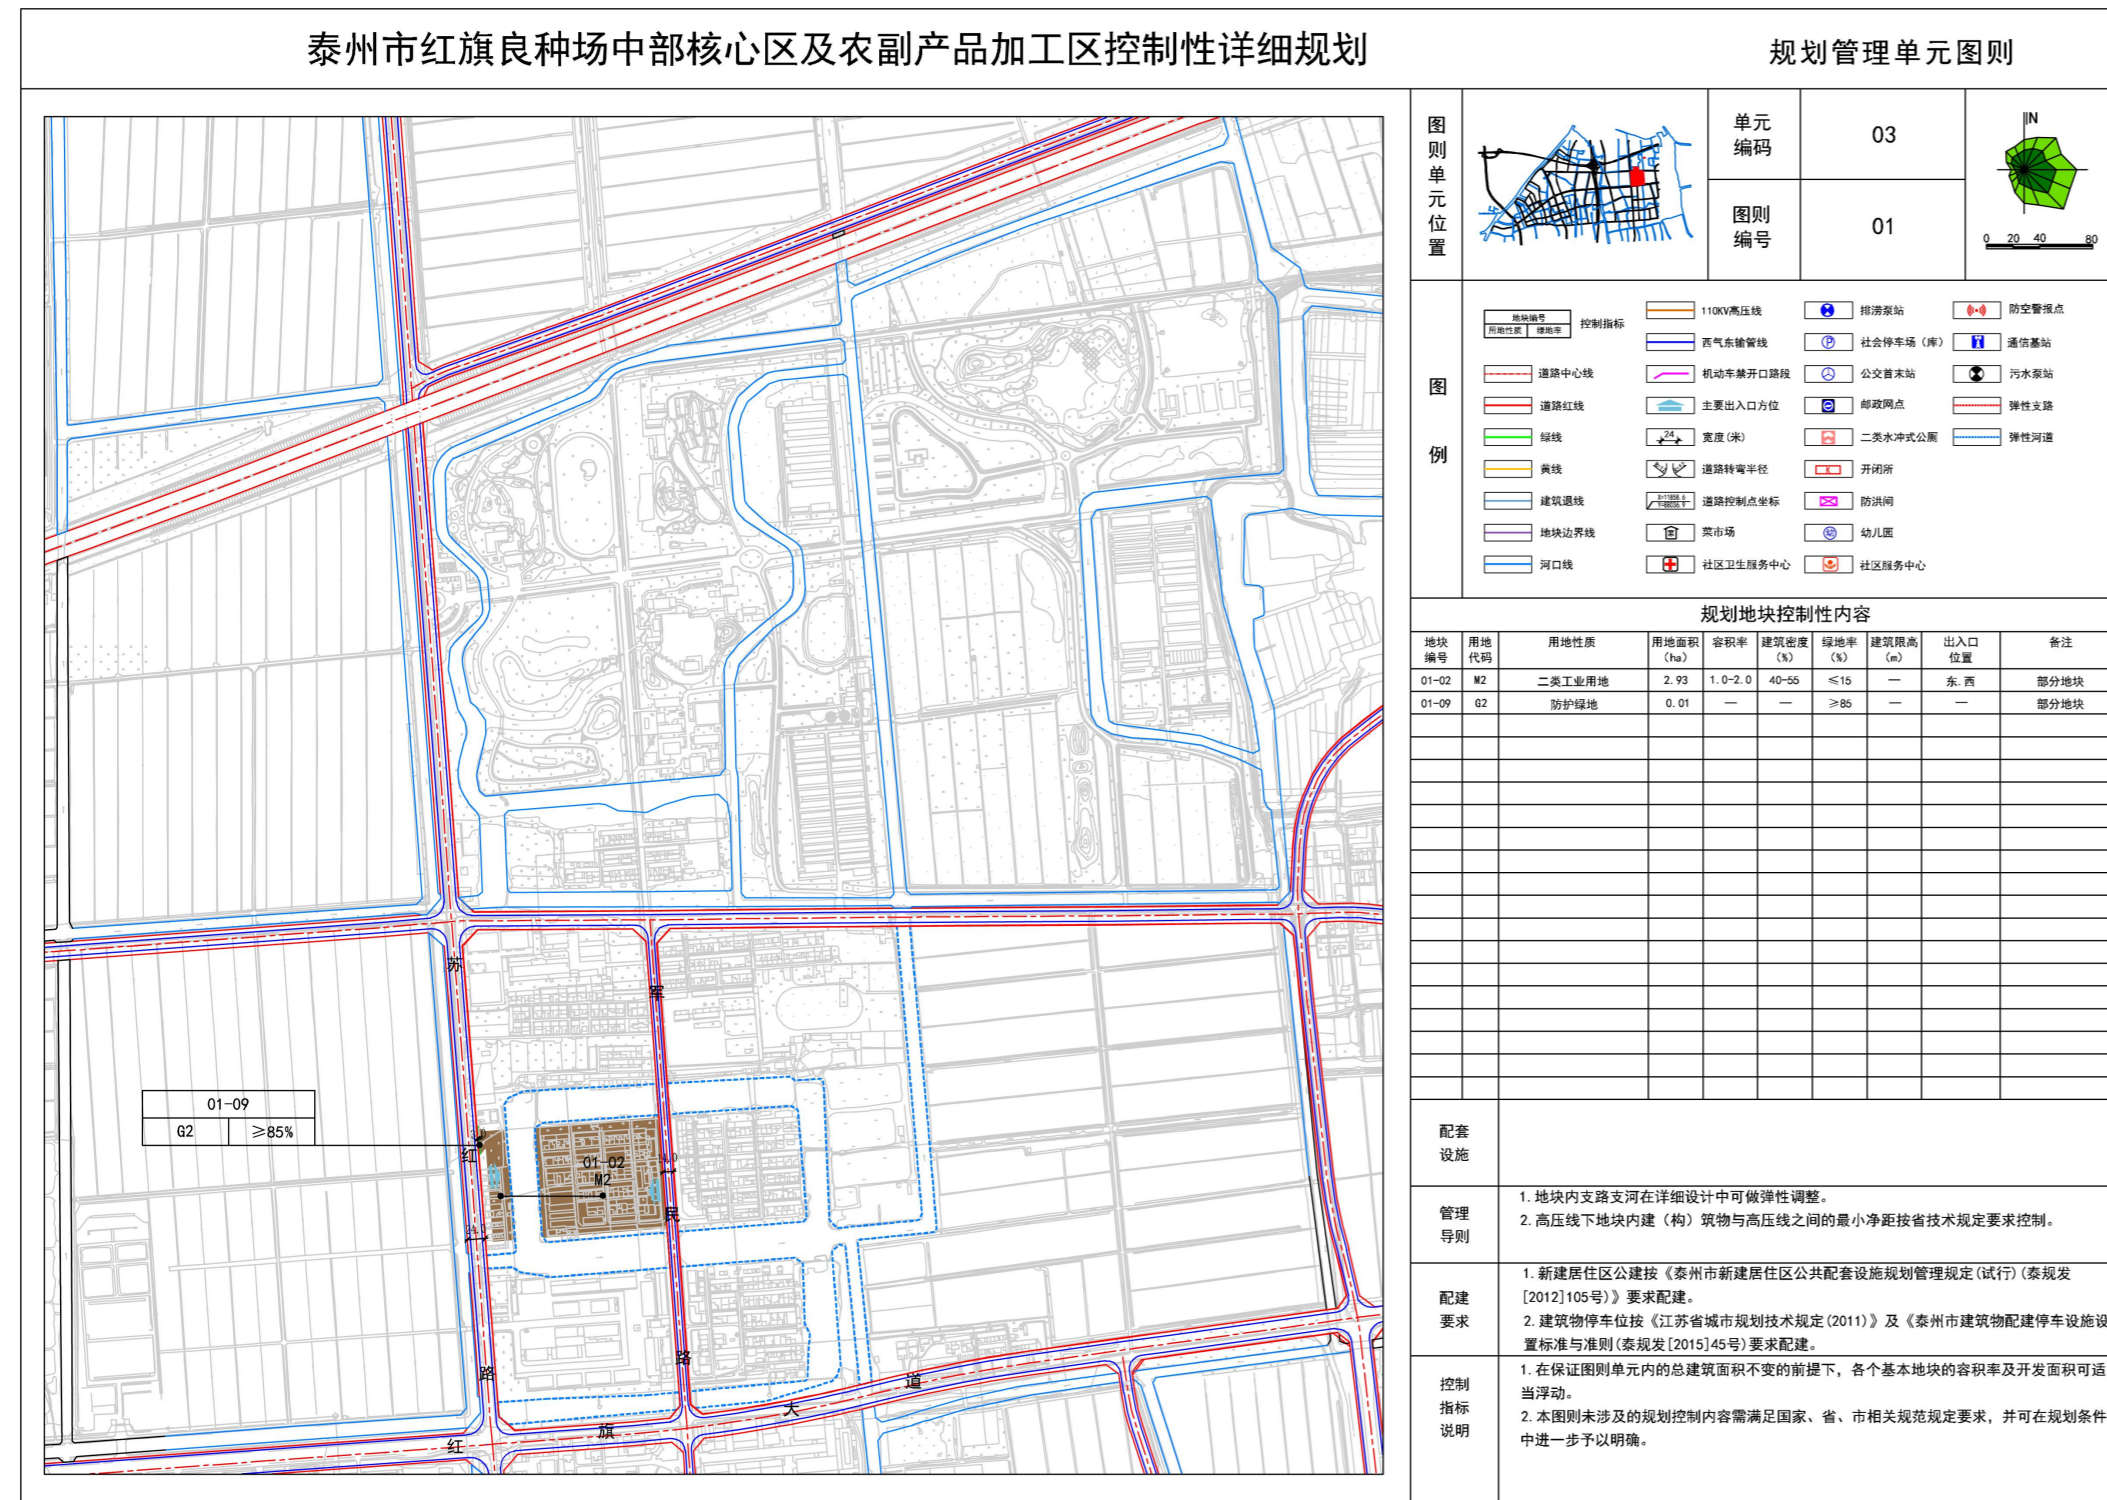 泰州市红旗良种场中部核心区及农副产品加工区控制性详细规划
规划管理单元图则
图则单元位置
单元
编码
03
图则
编号
01
N
0 20 40 80
图例
地块编号
用地性质 绿地率
控制指标
道路中心线
道路红线
绿线
黄线
建筑退线
地块边界线
河口线
110KV高压线
西气东输管线
机动车禁开口路段
主要出入口方位
24 宽度(米)
道路转弯半径
道路控制点坐标
菜市场
社区卫生服务中心
排涝泵站
社会停车场（库）
公交首末站
邮政网点
二类水冲式公厕
开闭所
防洪闸
幼 幼儿园
社区服务中心
防空警报点
通信基站
污水泵站
弹性支路
弹性河道
规划地块控制性内容
地块编号 用地代码 用地性质 用地面积（ha） 容积率 建筑密度（%） 绿地率（%） 建筑限高（m） 出入口位置 备注
01-02 M2 二类工业用地 2.93 1.0-2.0 40-55 ≤15 — 东.西 部分地块
01-09 G2 防护绿地 0.01 — — ≥85 — — 部分地块
配套
设施
管理
导则
1.地块内支路支河在详细设计中可做弹性调整。
2.高压线下地块内建（构）筑物与高压线之间的最小净距按省技术规定要求控制。
配建
要求
1.新建居住区公建按《泰州市新建居住区公共配套设施规划管理规定(试行)(泰规发
[2012]105号)》要求配建。
2.建筑物停车位按《江苏省城市规划技术规定(2011)》及《泰州市建筑物配建停车设施设
置标准与准则(泰规发[2015]45号)要求配建。
控制
指标
说明
1.在保证图则单元内的总建筑面积不变的前提下，各个基本地块的容积率及开发面积可适
当浮动。
2.本图则未涉及的规划控制内容需满足国家、省、市相关规范规定要求，并可在规划条件
中进一步予以明确。
苏
红
路
军
民
路
01-09
G2 ≥85%
01-02
M2
红
旗
大
道